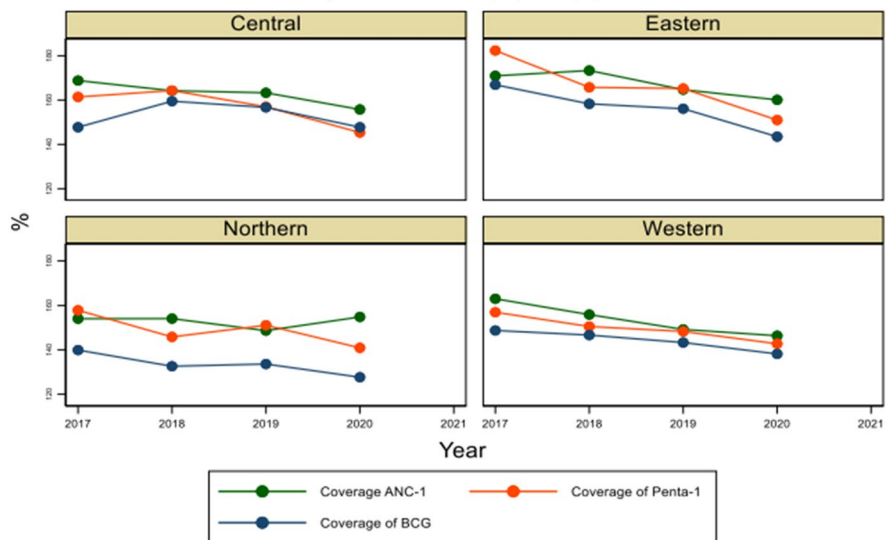 Central
Eastern
180
160
140
120
%
Northern
Western
180
160
140
120
2017 2018 2019 2020 2021 2017 2018 2019 2020 2021
Year
Coverage ANC-1 Coverage of Penta-1
Coverage of BCG